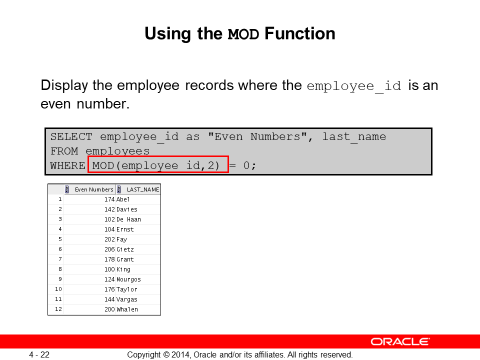 Using the MOD Function
Display the employee records where the employee_id is an
even number.
SELECT employee_id as "Even Numbers", last_name
FROM employees
WHERE MOD(employee_id,2) = 0;
Even Numbers LAST_NAME
1 174 Abel
2 142 Davies
3 102 De Haan
4 104 Ernst
5 202 Fay
6 206 Gietz
7 178 Grant
8 100 King
9 124 Mourgos
10 176 Taylor
11 144 Vargas
12 200 Whalen
ORACLE
4 - 22 Copyright © 2014, Oracle and/or its affiliates. All rights reserved.